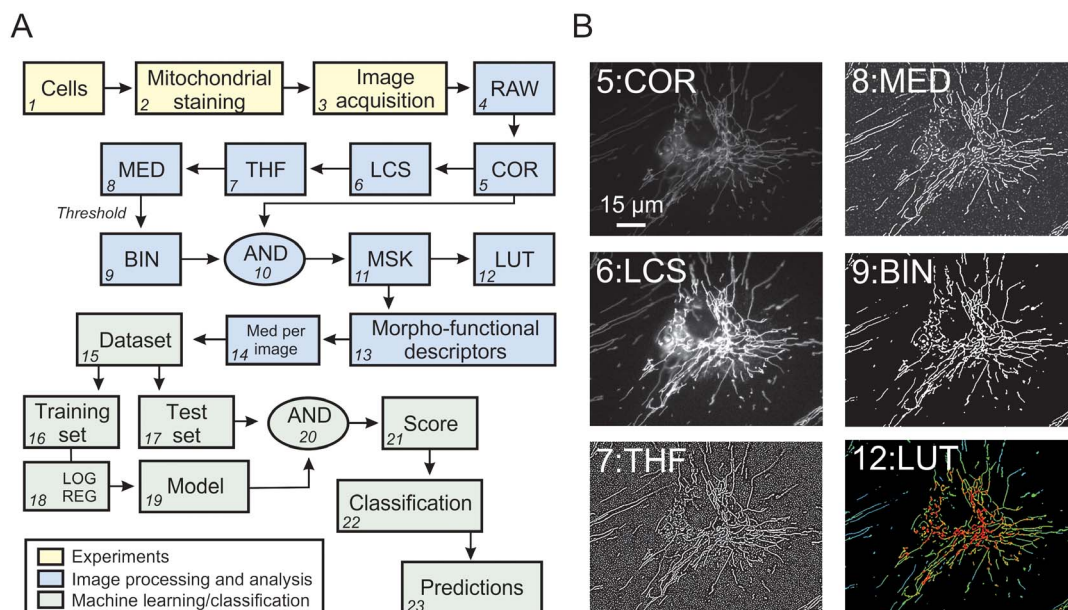 A
Cells
1
Mitochondrial
staining
2
Image
acquisition
3
RAW
4
MED
8
THF
7
LCS
6
COR
5
Threshold
BIN
9
AND
10
MSK
11
LUT
12
Dataset
15
Med per
image
14
Morpho-functional
descriptors
13
Training
set
16
Test
set
17
AND
20
Score
21
LOG
REG
18
Model
19
Classification
22
Predictions
23
Experiments
Image processing and analysis
Machine learning/classification
B
5:COR
15 µm
8:MED
6:LCS
9:BIN
7:THF
12:LUT